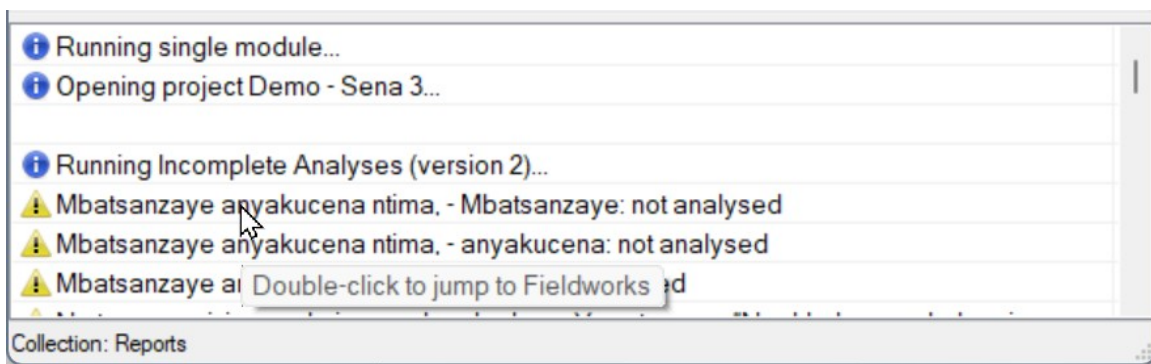 Running single module...
Opening project Demo - Sena 3...
Running Incomplete Analyses (version 2)...
Mbatsanzaye anyakucena ntima, - Mbatsanzaye: not analysed
Mbatsanzaye anyakucena ntima, - anyakucena: not analysed
Mbatsanzaye
Double-click to jump to Fieldworks
Collection: Reports